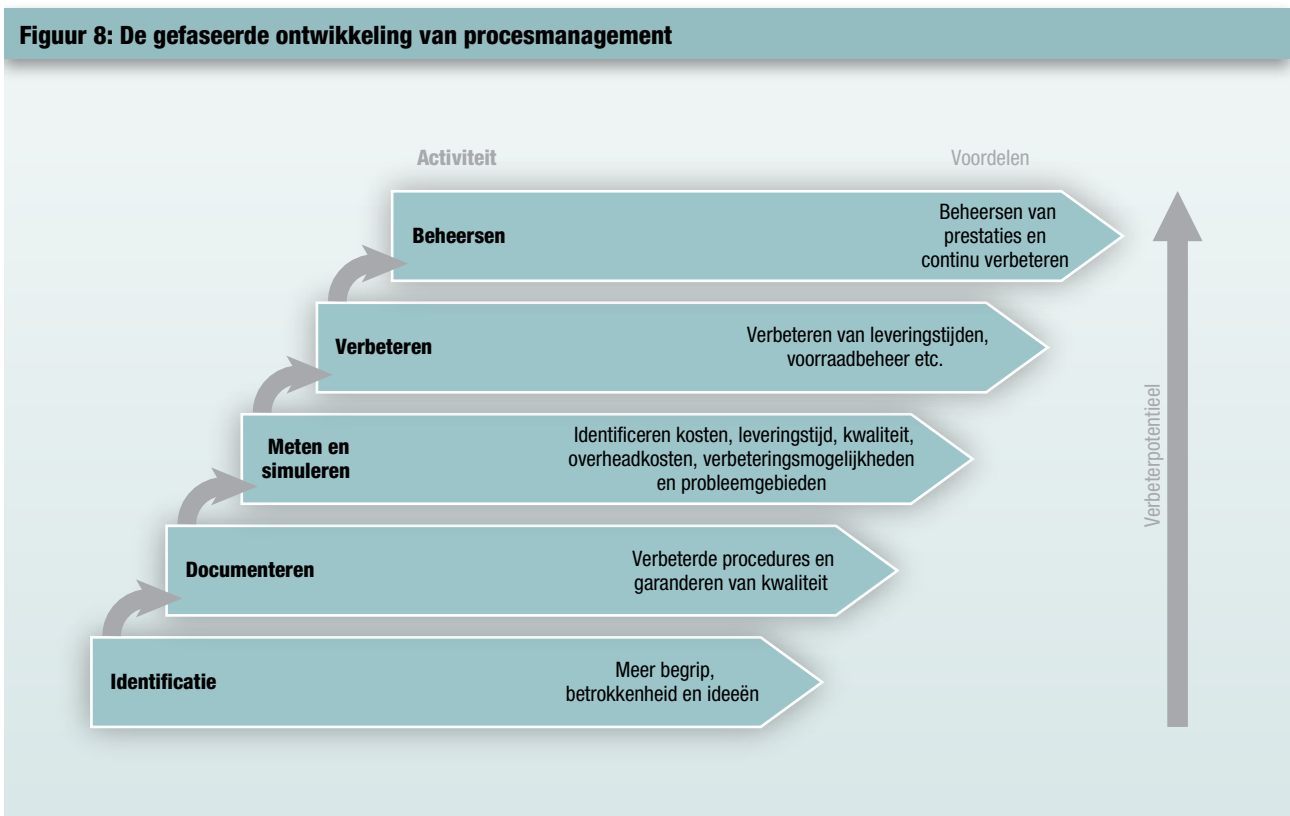 Figuur 8: De gefaseerde ontwikkeling van procesmanagement
Activiteit
Voordelen
Beheersen
Beheersen van
prestaties en
continu verbeteren
Verbeteren
Verbeteren van leveringstijden,
voorraadbeheer etc.
Meten en
simuleren
Identificeren kosten, leveringstijd, kwaliteit,
overheadkosten, verbeteringsmogelijkheden
en probleemgebieden
Documenteren
Verbeterde procedures en
garanderen van kwaliteit
Identificatie
Meer begrip,
betrokkenheid en ideeën
Verbeterpotentieel